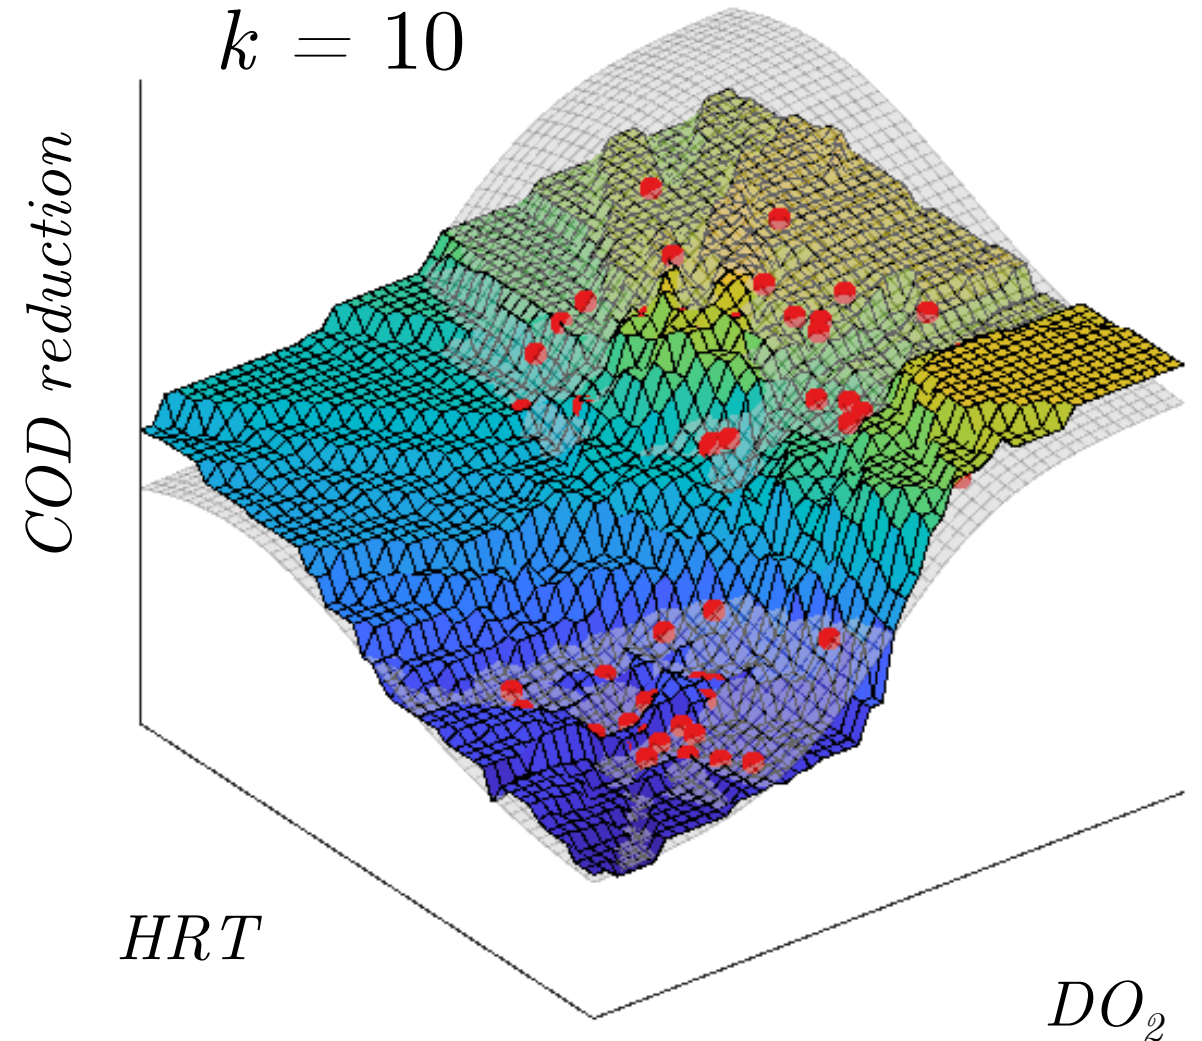 k = 10
COD reduction
HRT
DO₂